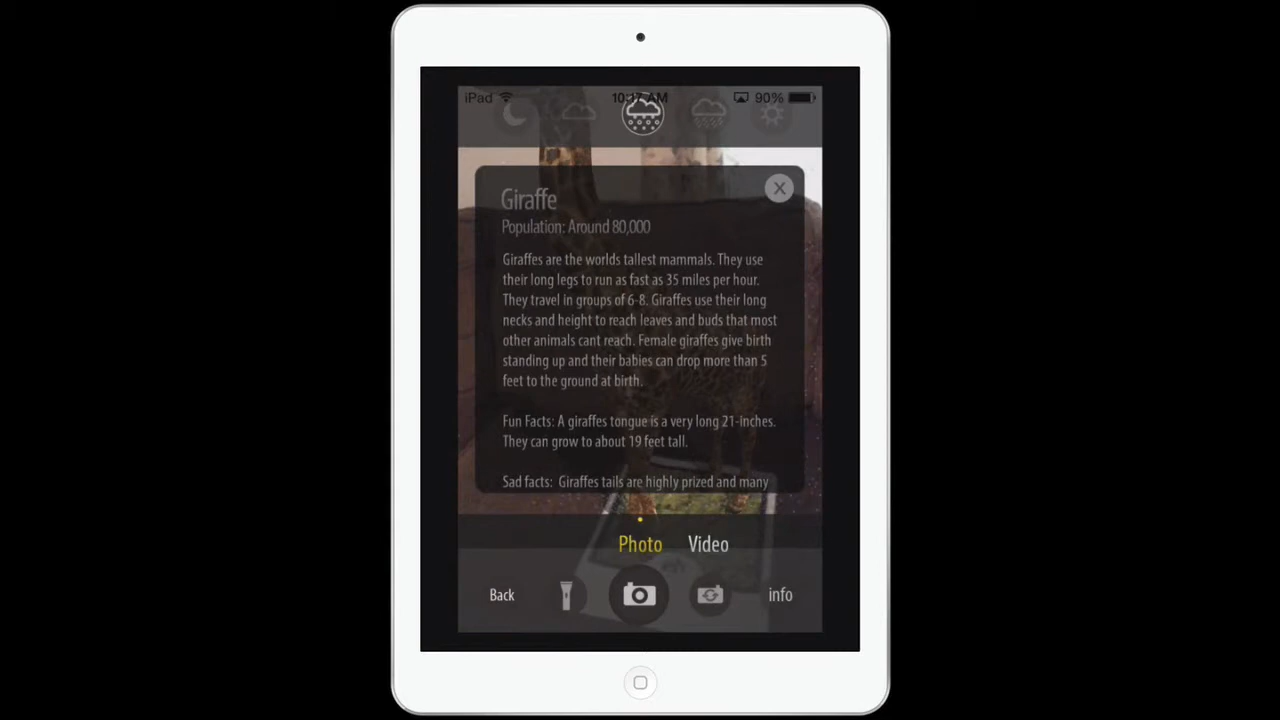 iPad 10:17 AM 90%
Giraffe
Population: Around 80,000
Giraffes are the worlds tallest mammals. They use
their long legs to run as fast as 35 miles per hour.
They travel in groups of 6-8. Giraffes use their long
necks and height to reach leaves and buds that most
other animals cant reach. Female giraffes give birth
standing up and their babies can drop more than 5
feet to the ground at birth.
Fun Facts: A giraffes tongue is a very long 21-inches.
They can grow to about 19 feet tall.
Sad facts: Giraffes tails are highly prized and many
Photo Video
Back info